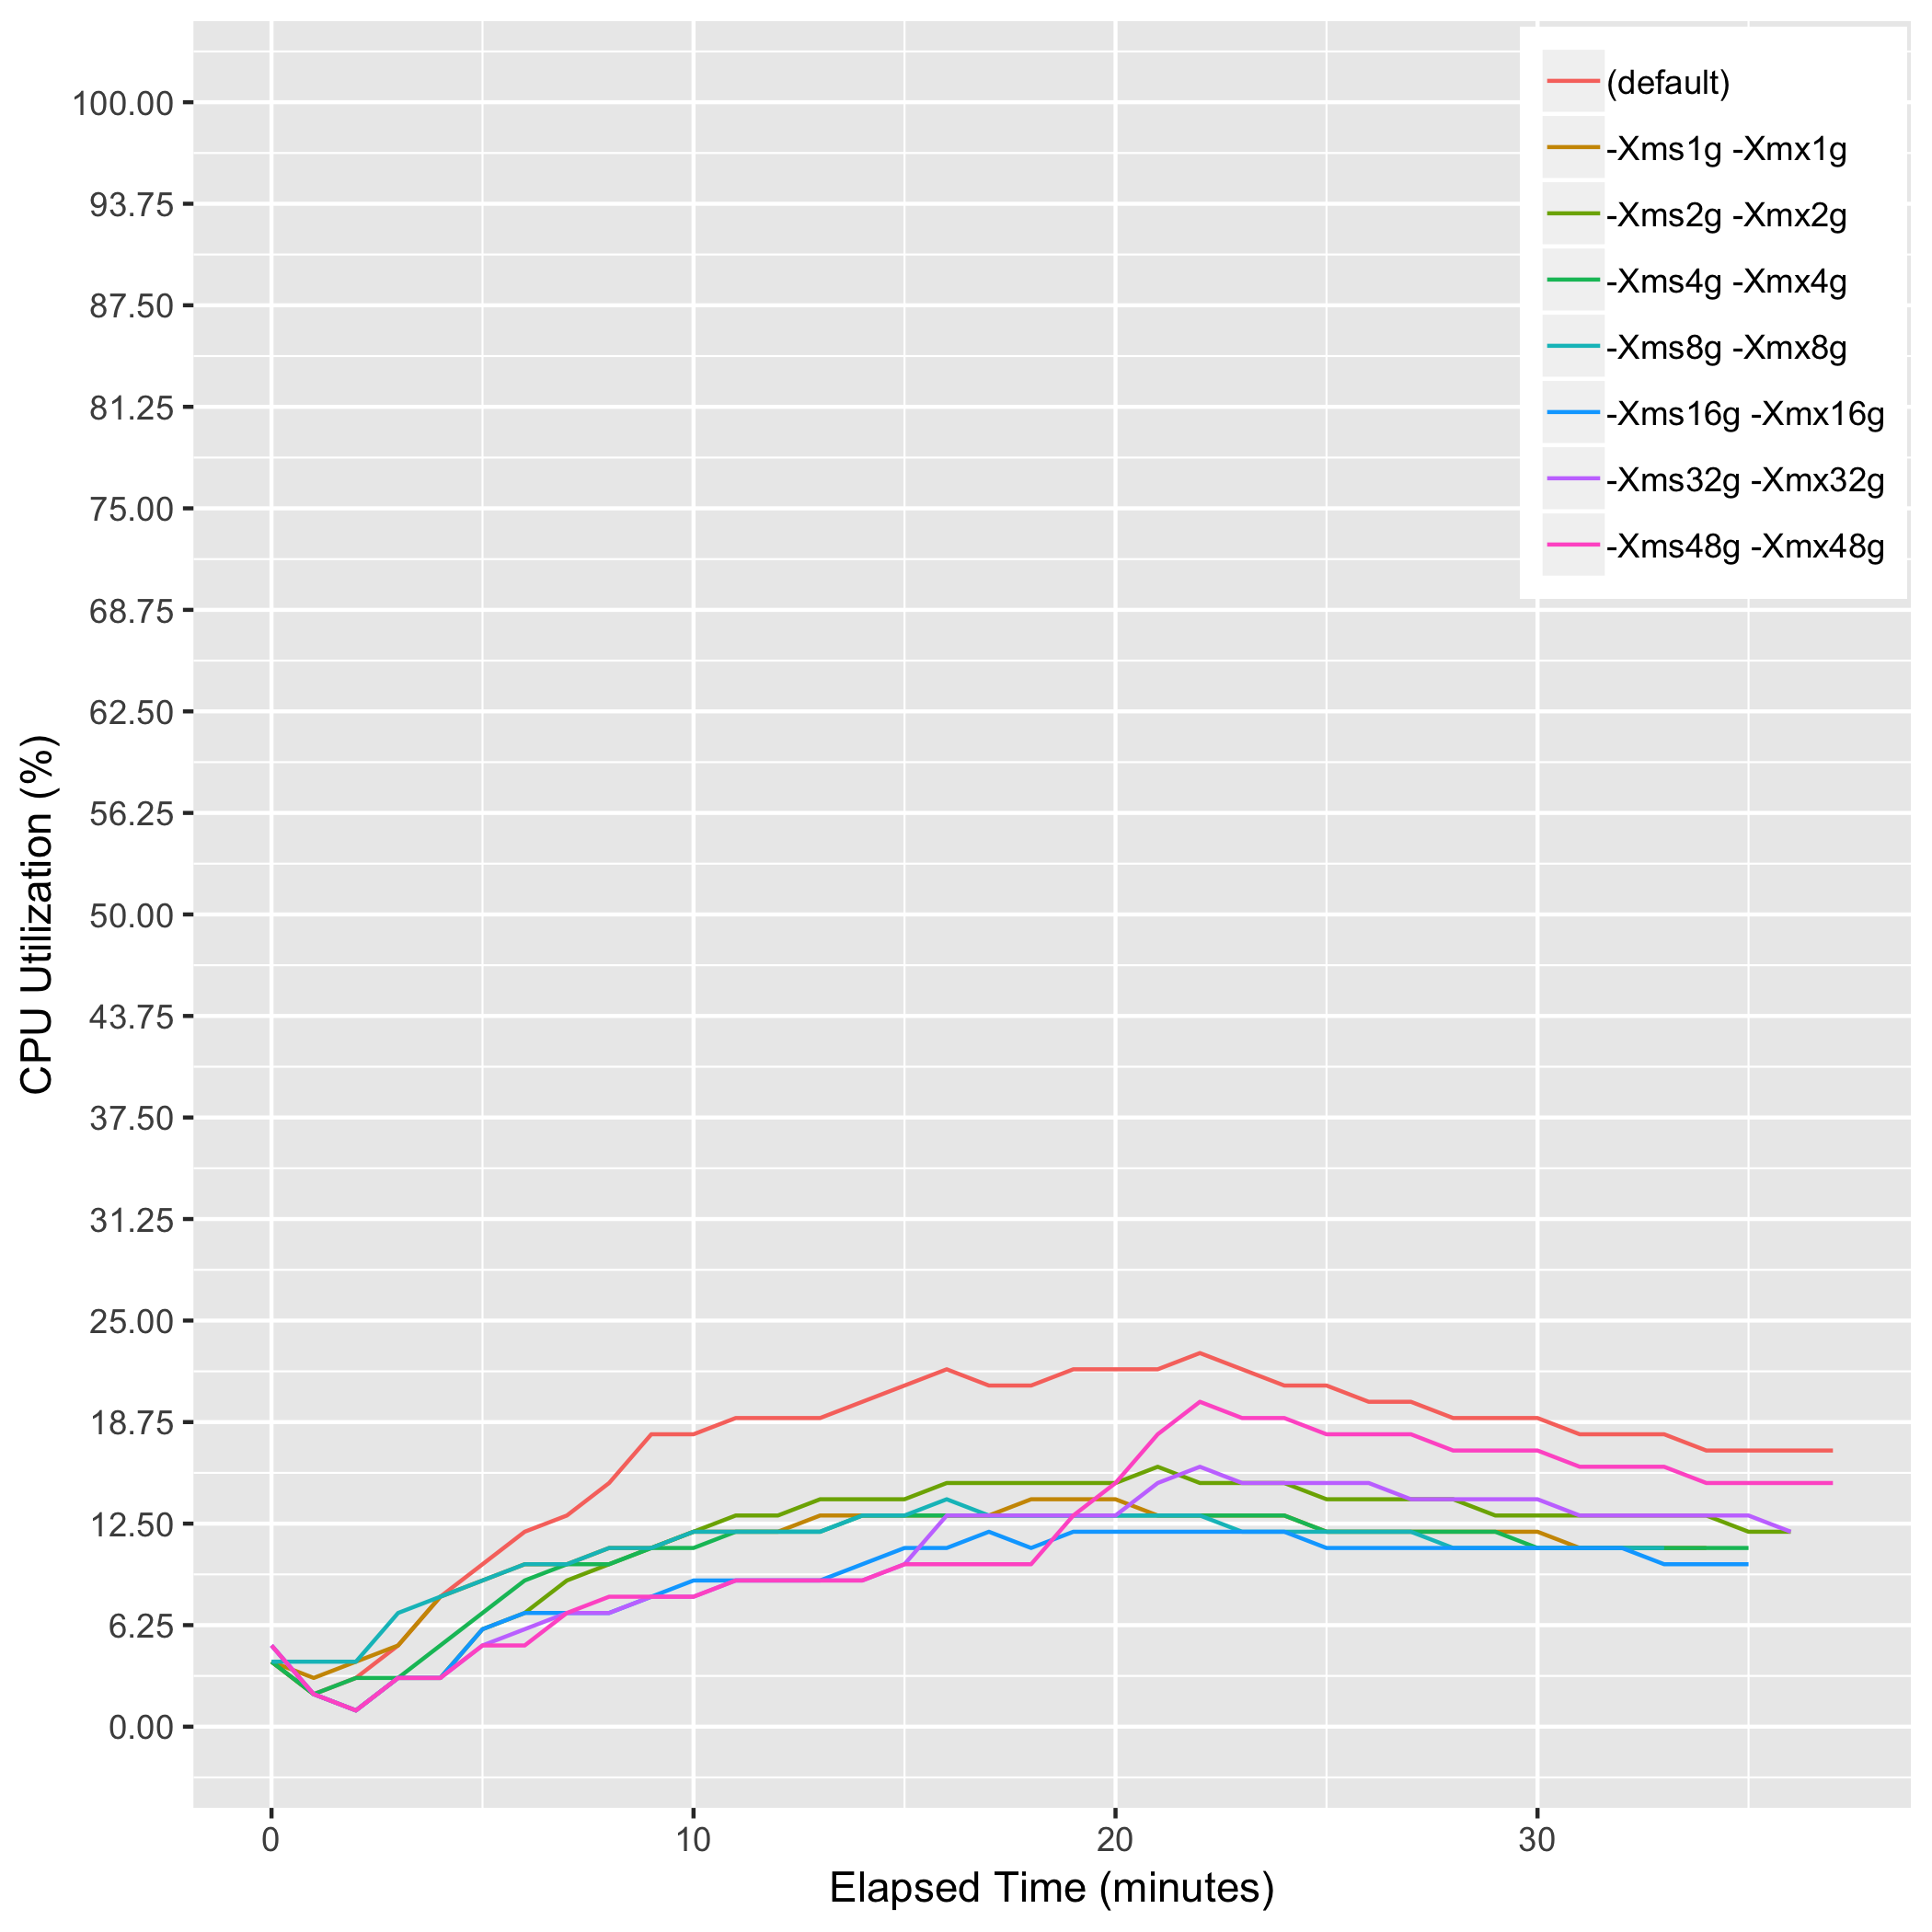 (default)
-Xms1g -Xmx1g
-Xms2g -Xmx2g
-Xms4g -Xmx4g
-Xms8g -Xmx8g
-Xms16g -Xmx16g
-Xms32g -Xmx32g
-Xms48g -Xmx48g
100.00
93.75
87.50
81.25
75.00
68.75
62.50
56.25
50.00
43.75
37.50
31.25
25.00
18.75
12.50
6.25
0.00
CPU Utilization (%)
0 10 20 30
Elapsed Time (minutes)